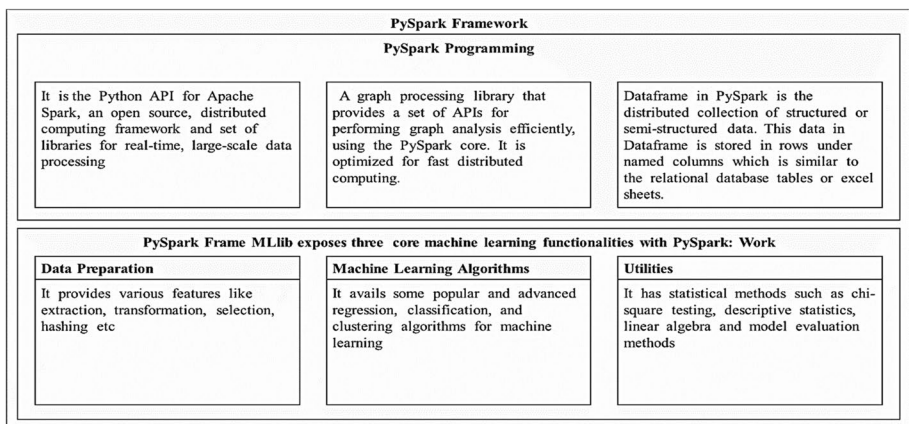 PySpark Framework
PySpark Programming
It is the Python API for Apache
Spark, an open source, distributed
computing framework and set of
libraries for real-time, large-scale data
processing
A graph processing library that
provides a set of APIs for
performing graph analysis efficiently,
using the PySpark core. It is
optimized for fast distributed
computing.
Dataframe in PySpark is the
distributed collection of structured or
semi-structured data. This data in
Dataframe is stored in rows under
named columns which is similar to
the relational database tables or excel
sheets.
PySpark Frame MLlib exposes three core machine learning functionalities with PySpark: Work
Data Preparation
It provides various features like
extraction, transformation, selection,
hashing etc
Machine Learning Algorithms
It avails some popular and advanced
regression, classification, and
clustering algorithms for machine
learning
Utilities
It has statistical methods such as chi-
square testing, descriptive statistics,
linear algebra and model evaluation
methods